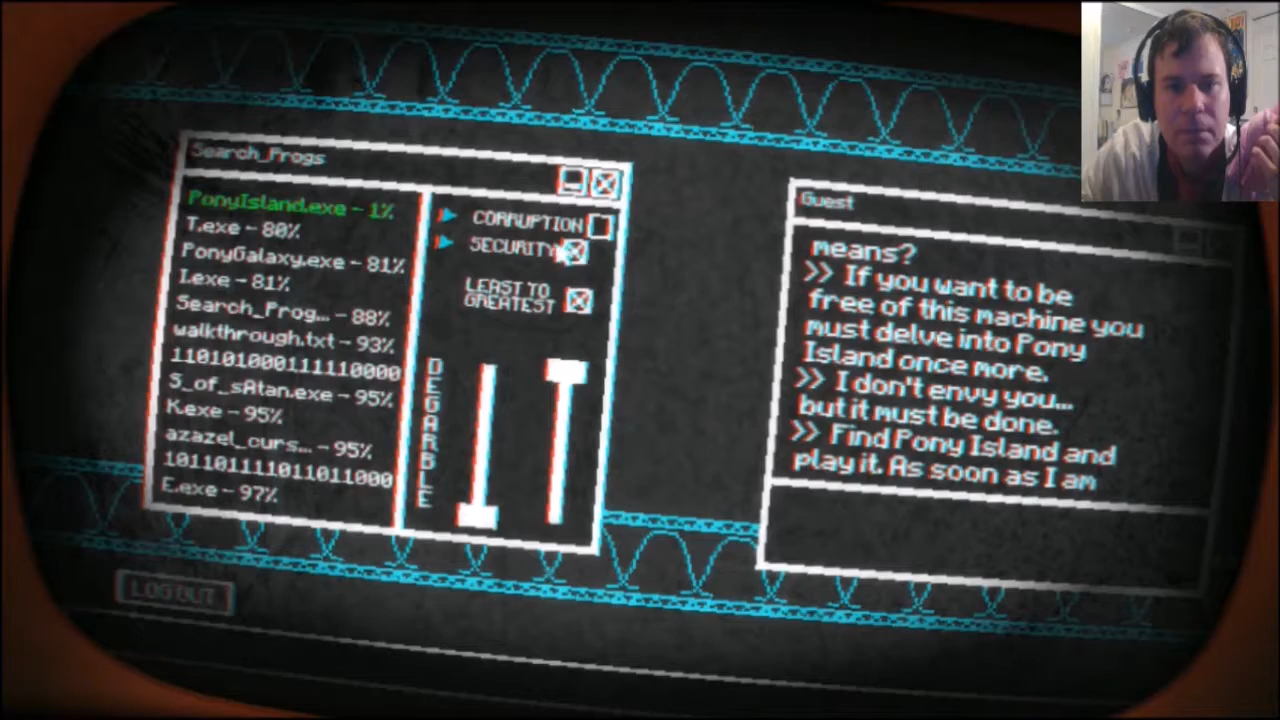 Search_Progs
PonyIsland.exe - 1%
T.exe - 80%
PonyGalaxy.exe - 81%
I.exe - 81%
Search_Prog... - 88%
walkthrough.txt - 93%
110101000111110000
S_of_sAtan.exe - 95%
K.exe - 95%
azazel_curs... - 95%
101101111011011000
E.exe - 97%
CORRUPTION
SECURITY
LEAST TO
GREATEST
DEGARBLE
LOGOUT
Guest
means?
>> If you want to be
free of this machine you
must delve into Pony
Island once more.
>> I don't envy you...
but it must be done.
>> Find Pony Island and
play it. As soon as I am